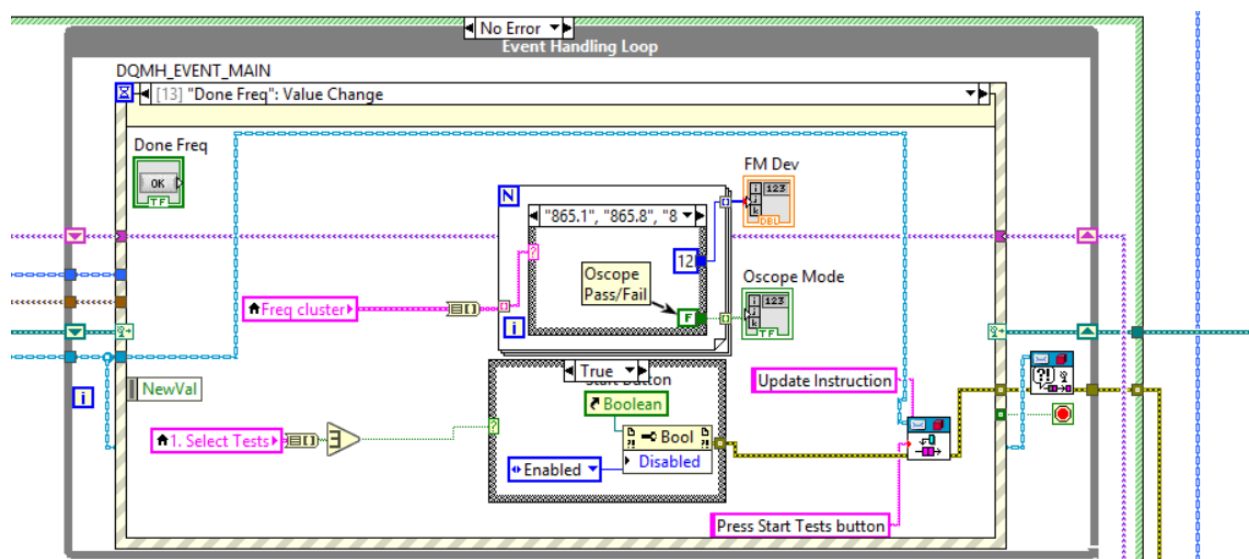 No Error
Event Handling Loop
DQMH_EVENT_MAIN
[13] "Done Freq": Value Change
Done Freq
OK
TF
FM Dev
123
DBL
N
"865.1", "865.8", "8
12
Oscope
Pass/Fail
F
Oscope Mode
123
TF
Freq cluster
i
True
Button
Update Instruction
NewVal
i
Boolean
1. Select Tests
Bool
Enabled
Disabled
Press Start Tests button